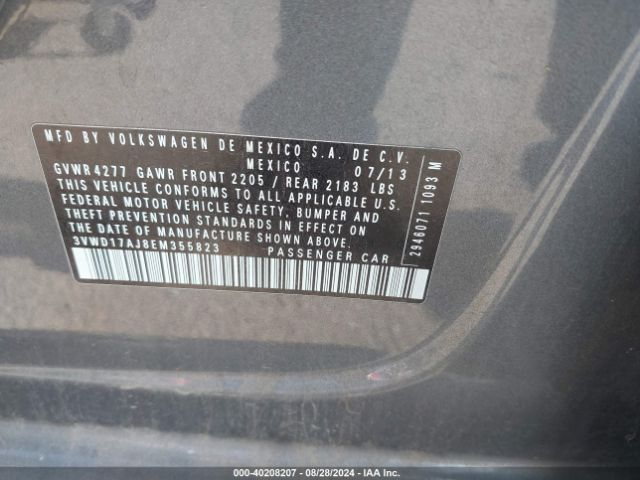 MFD BY VOLKSWAGEN DE MEXICO S.A. DE C.V.
MEXICO 07/13
GVWR 4277 GAWR FRONT 2205 / REAR 2183 LBS
THIS VEHICLE CONFORMS TO ALL APPLICABLE U.S.
FEDERAL MOTOR VEHICLE SAFETY, BUMPER AND
THEFT PREVENTION STANDARDS IN EFFECT ON
THE DATE OF MANUFACTURE SHOWN ABOVE.
3VWD17AJ8EM355823 PASSENGER CAR
2946071 1093 M
000-40208207 - 08/28/2024 - IAA Inc.